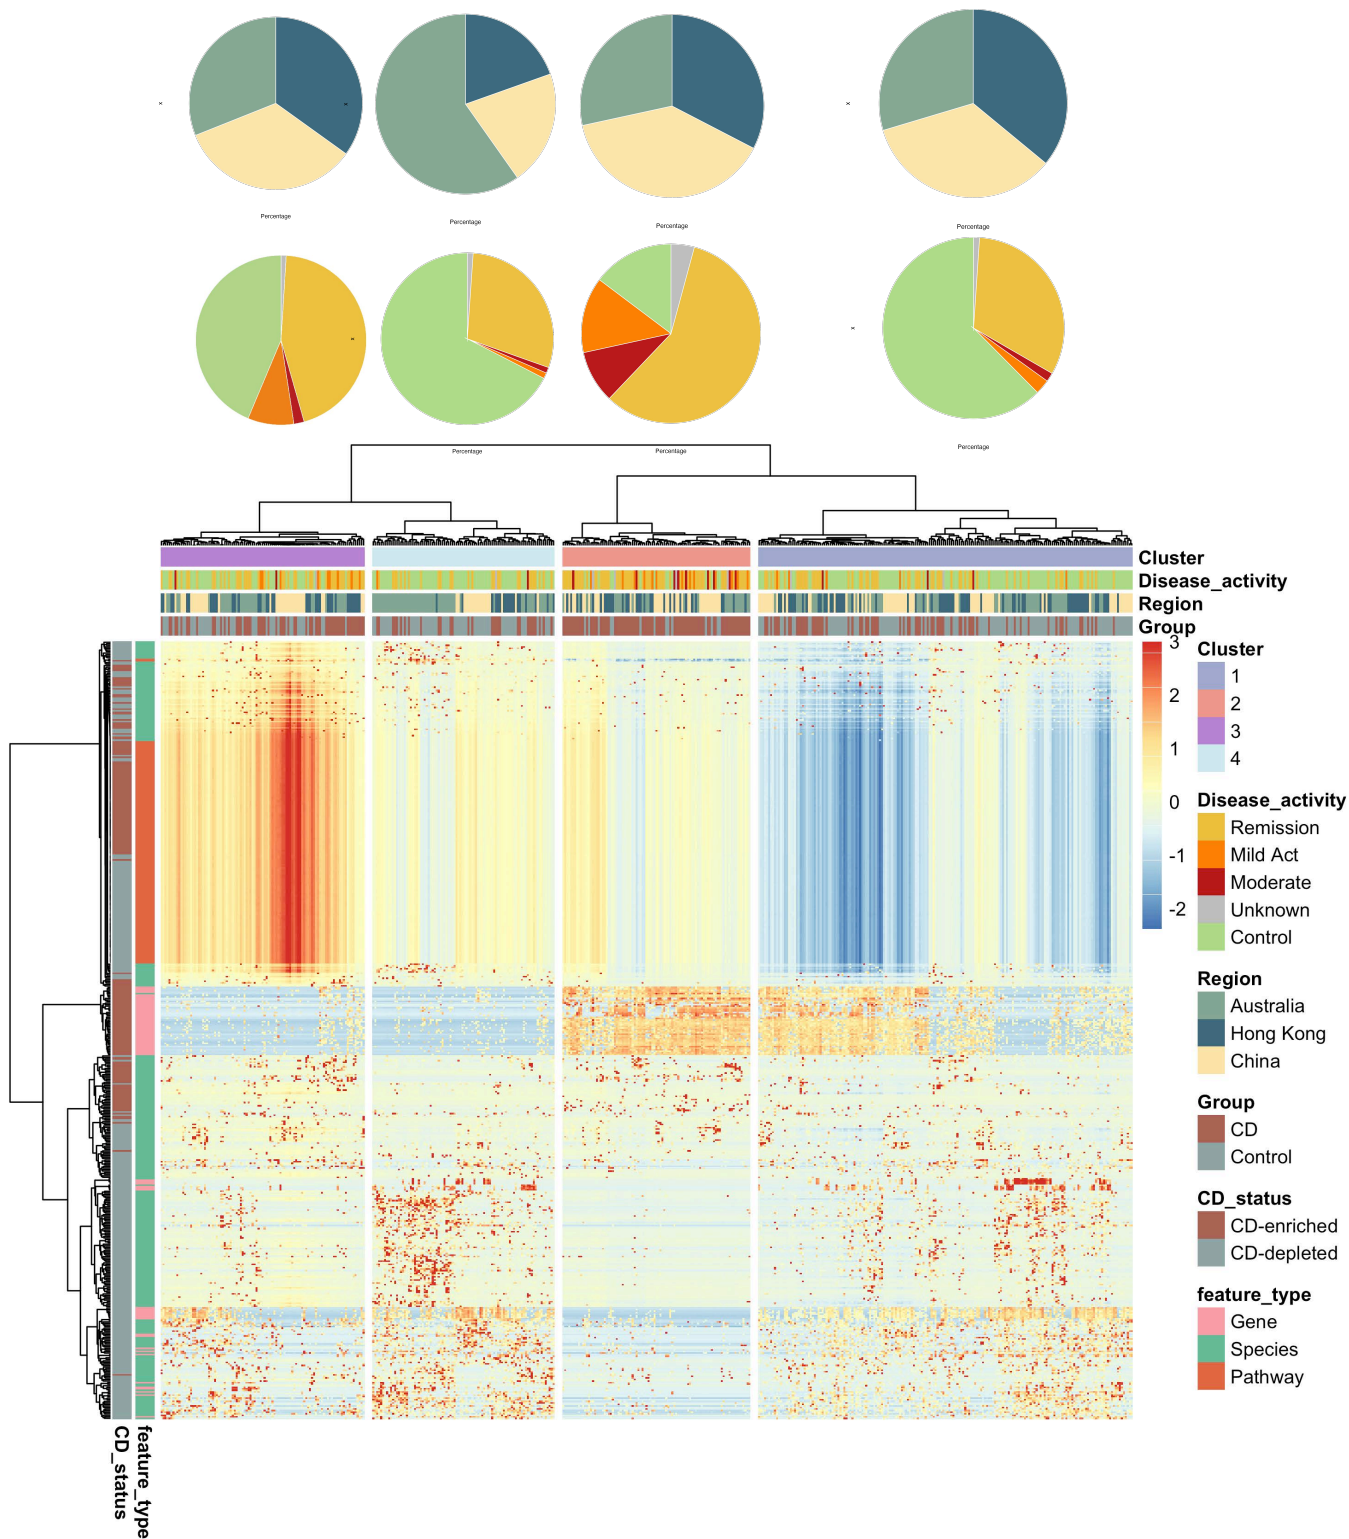 x
x
x
Percentage
Percentage
Percentage
Percentage
x
x
Percentage
Percentage
Percentage
Cluster
Disease_activity
Region
Group
3
2
1
0
-1
-2
Cluster
1
2
3
4
Disease_activity
Remission
Mild Act
Moderate
Unknown
Control
Region
Australia
Hong Kong
China
Group
CD
Control
CD_status
CD-enriched
CD-depleted
feature_type
Gene
Species
Pathway
CD_status
feature_type